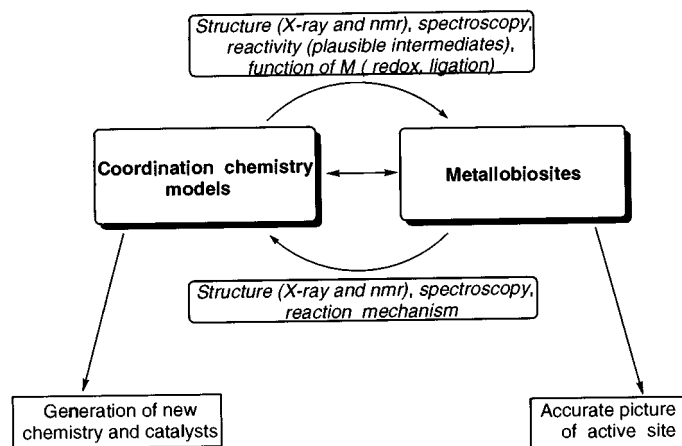 Structure (X-ray and nmr), spectroscopy,
reactivity (plausible intermediates),
function of M ( redox, ligation)
Coordination chemistry
models
Metallobiosites
Structure (X-ray and nmr), spectroscopy,
reaction mechanism
Generation of new
chemistry and catalysts
Accurate picture
of active site